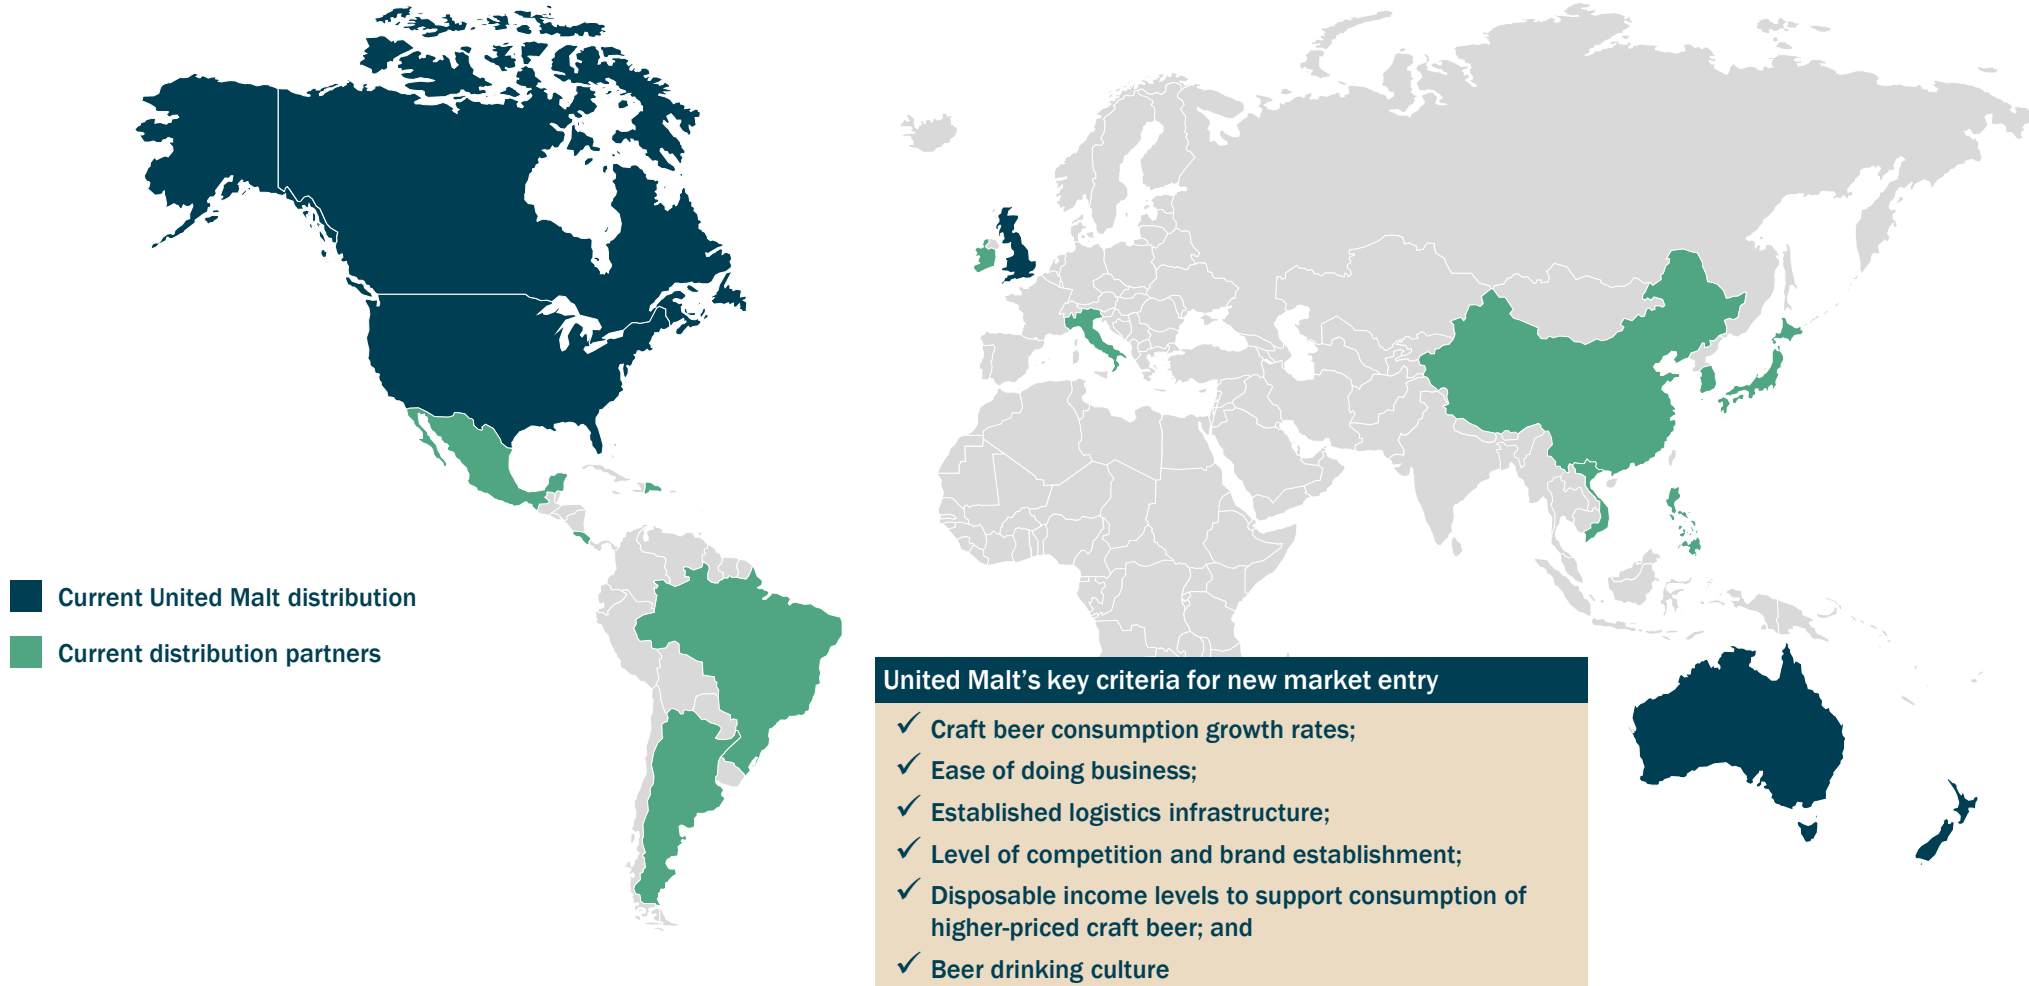 Current United Malt distribution
Current distribution partners
United Malt’s key criteria for new market entry
✓ Craft beer consumption growth rates;
✓ Ease of doing business;
✓ Established logistics infrastructure;
✓ Level of competition and brand establishment;
✓ Disposable income levels to support consumption of
higher-priced craft beer; and
✓ Beer drinking culture